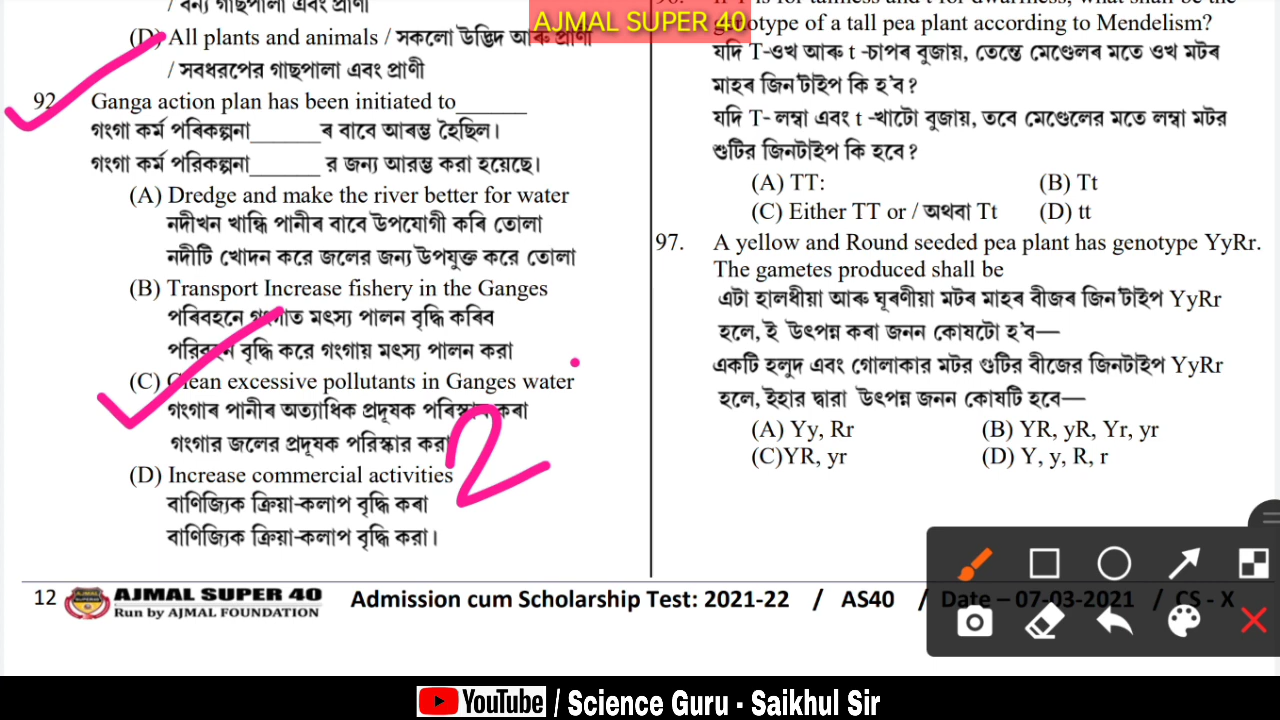 / বন্য গাছপালা এবং প্ৰাণী
(D) All plants and animals / সকলো উদ্ভিদ আৰু প্ৰাণী
/ সবধরণের গাছপালা এবং প্রাণী
92. Ganga action plan has been initiated to______
গংগা কৰ্ম পৰিকল্পনা______ৰ বাবে আৰম্ভ হৈছিল।
গংগা কর্ম পরিকল্পনা______ র জন্য আরম্ভ করা হয়েছে।
(A) Dredge and make the river better for water
নদীখন খান্ধি পানীৰ বাবে উপযোগী কৰি তোলা
নদীটি খোদন করে জলের জন্য উপযুক্ত করে তোলা
(B) Transport Increase fishery in the Ganges
পৰিবহনে গংগাত মৎস্য পালন বৃদ্ধি কৰিব
পরিবহন বৃদ্ধি করে গংগায় মৎস্য পালন করা
(C) Clean excessive pollutants in Ganges water
গংগাৰ পানীৰ অত্যাধিক প্ৰদূষক পৰিস্কাৰ কৰা
গংগার জলের প্রদূষক পরিস্কার করা
2
(D) Increase commercial activities
বাণিজ্যিক ক্ৰিয়া-কলাপ বৃদ্ধি কৰা
বাণিজ্যিক ক্রিয়া-কলাপ বৃদ্ধি করা।
AJMAL SUPER 40
genotype of a tall pea plant according to Mendelism?
যদি T-ওখ আৰু t -চাপৰ বুজায়, তেন্তে মেণ্ডেলৰ মতে ওখ মটৰ
মাহৰ জিন'টাইপ কি হ'ব?
যদি T- লম্বা এবং t -খাটো বুজায়, তবে মেণ্ডেলের মতে লম্বা মটর
শুটির জিনটাইপ কি হবে?
(A) TT: (B) Tt
(C) Either TT or / অথবা Tt (D) tt
97. A yellow and Round seeded pea plant has genotype YyRr.
The gametes produced shall be
এটা হালধীয়া আৰু ঘূৰণীয়া মটৰ মাহৰ বীজৰ জিন'টাইপ YyRr
হলে, ই উৎপন্ন কৰা জনন কোষটো হ'ব—
একটি হলুদ এবং গোলাকার মটর গুটির বীজের জিনটাইপ YyRr
হলে, ইহার দ্বারা উৎপন্ন জনন কোষটি হবে—
(A) Yy, Rr (B) YR, yR, Yr, yr
(C)YR, yr (D) Y, y, R, r
12 AJMAL SUPER 40
Run by AJMAL FOUNDATION
Admission cum Scholarship Test: 2021-22 / AS40 / Date – 07-03-2021 / CS - X
YouTube / Science Guru - Saikhul Sir